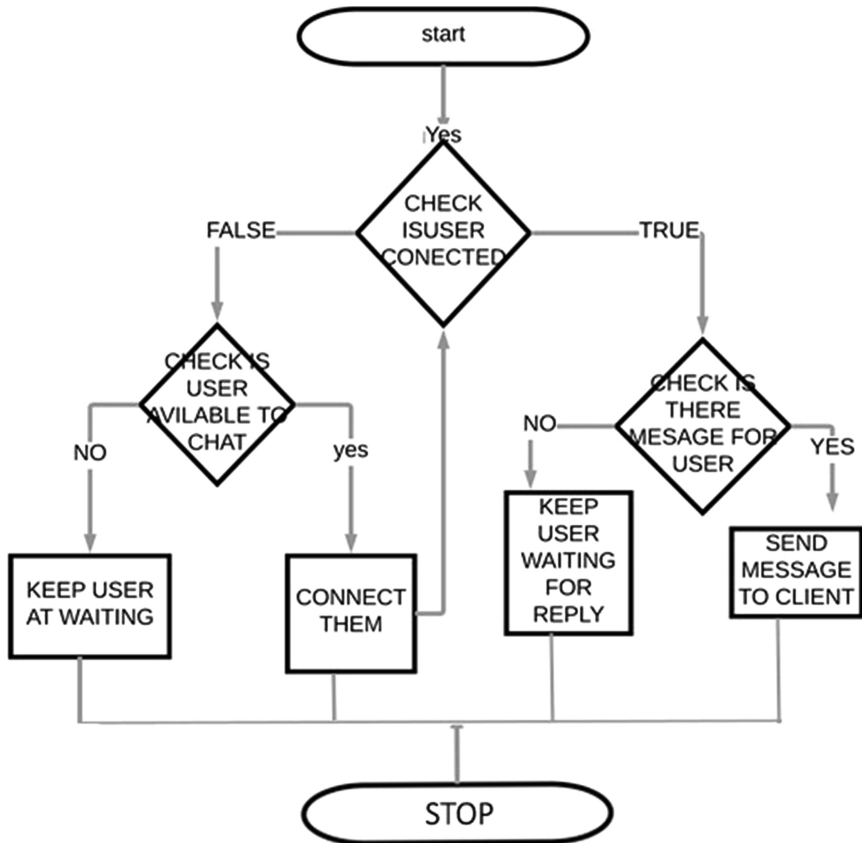 start
Yes
CHECK
ISUSER
CONECTED
FALSE
TRUE
CHECK IS
USER
AVILABLE TO
CHAT
NO
yes
CHECK IS
THERE
MESAGE FOR
USER
NO
YES
KEEP USER
AT WAITING
CONNECT
THEM
KEEP
USER
WAITING
FOR
REPLY
SEND
MESSAGE
TO CLIENT
STOP